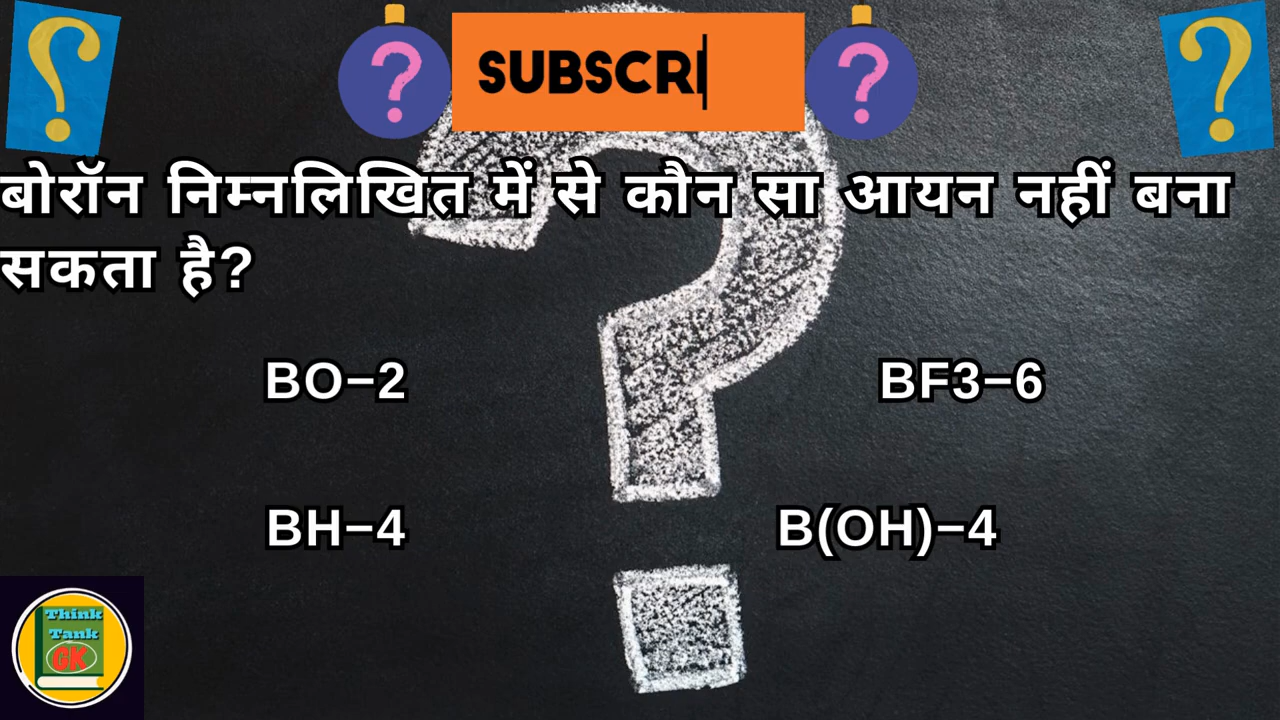 ? ? SUBSCRI ? ?
बोरॉन निम्नलिखित में से कौन सा आयन नहीं बना
सकता है?
BO−2 BF3−6
BH−4 B(OH)−4
Think
Tank
GK